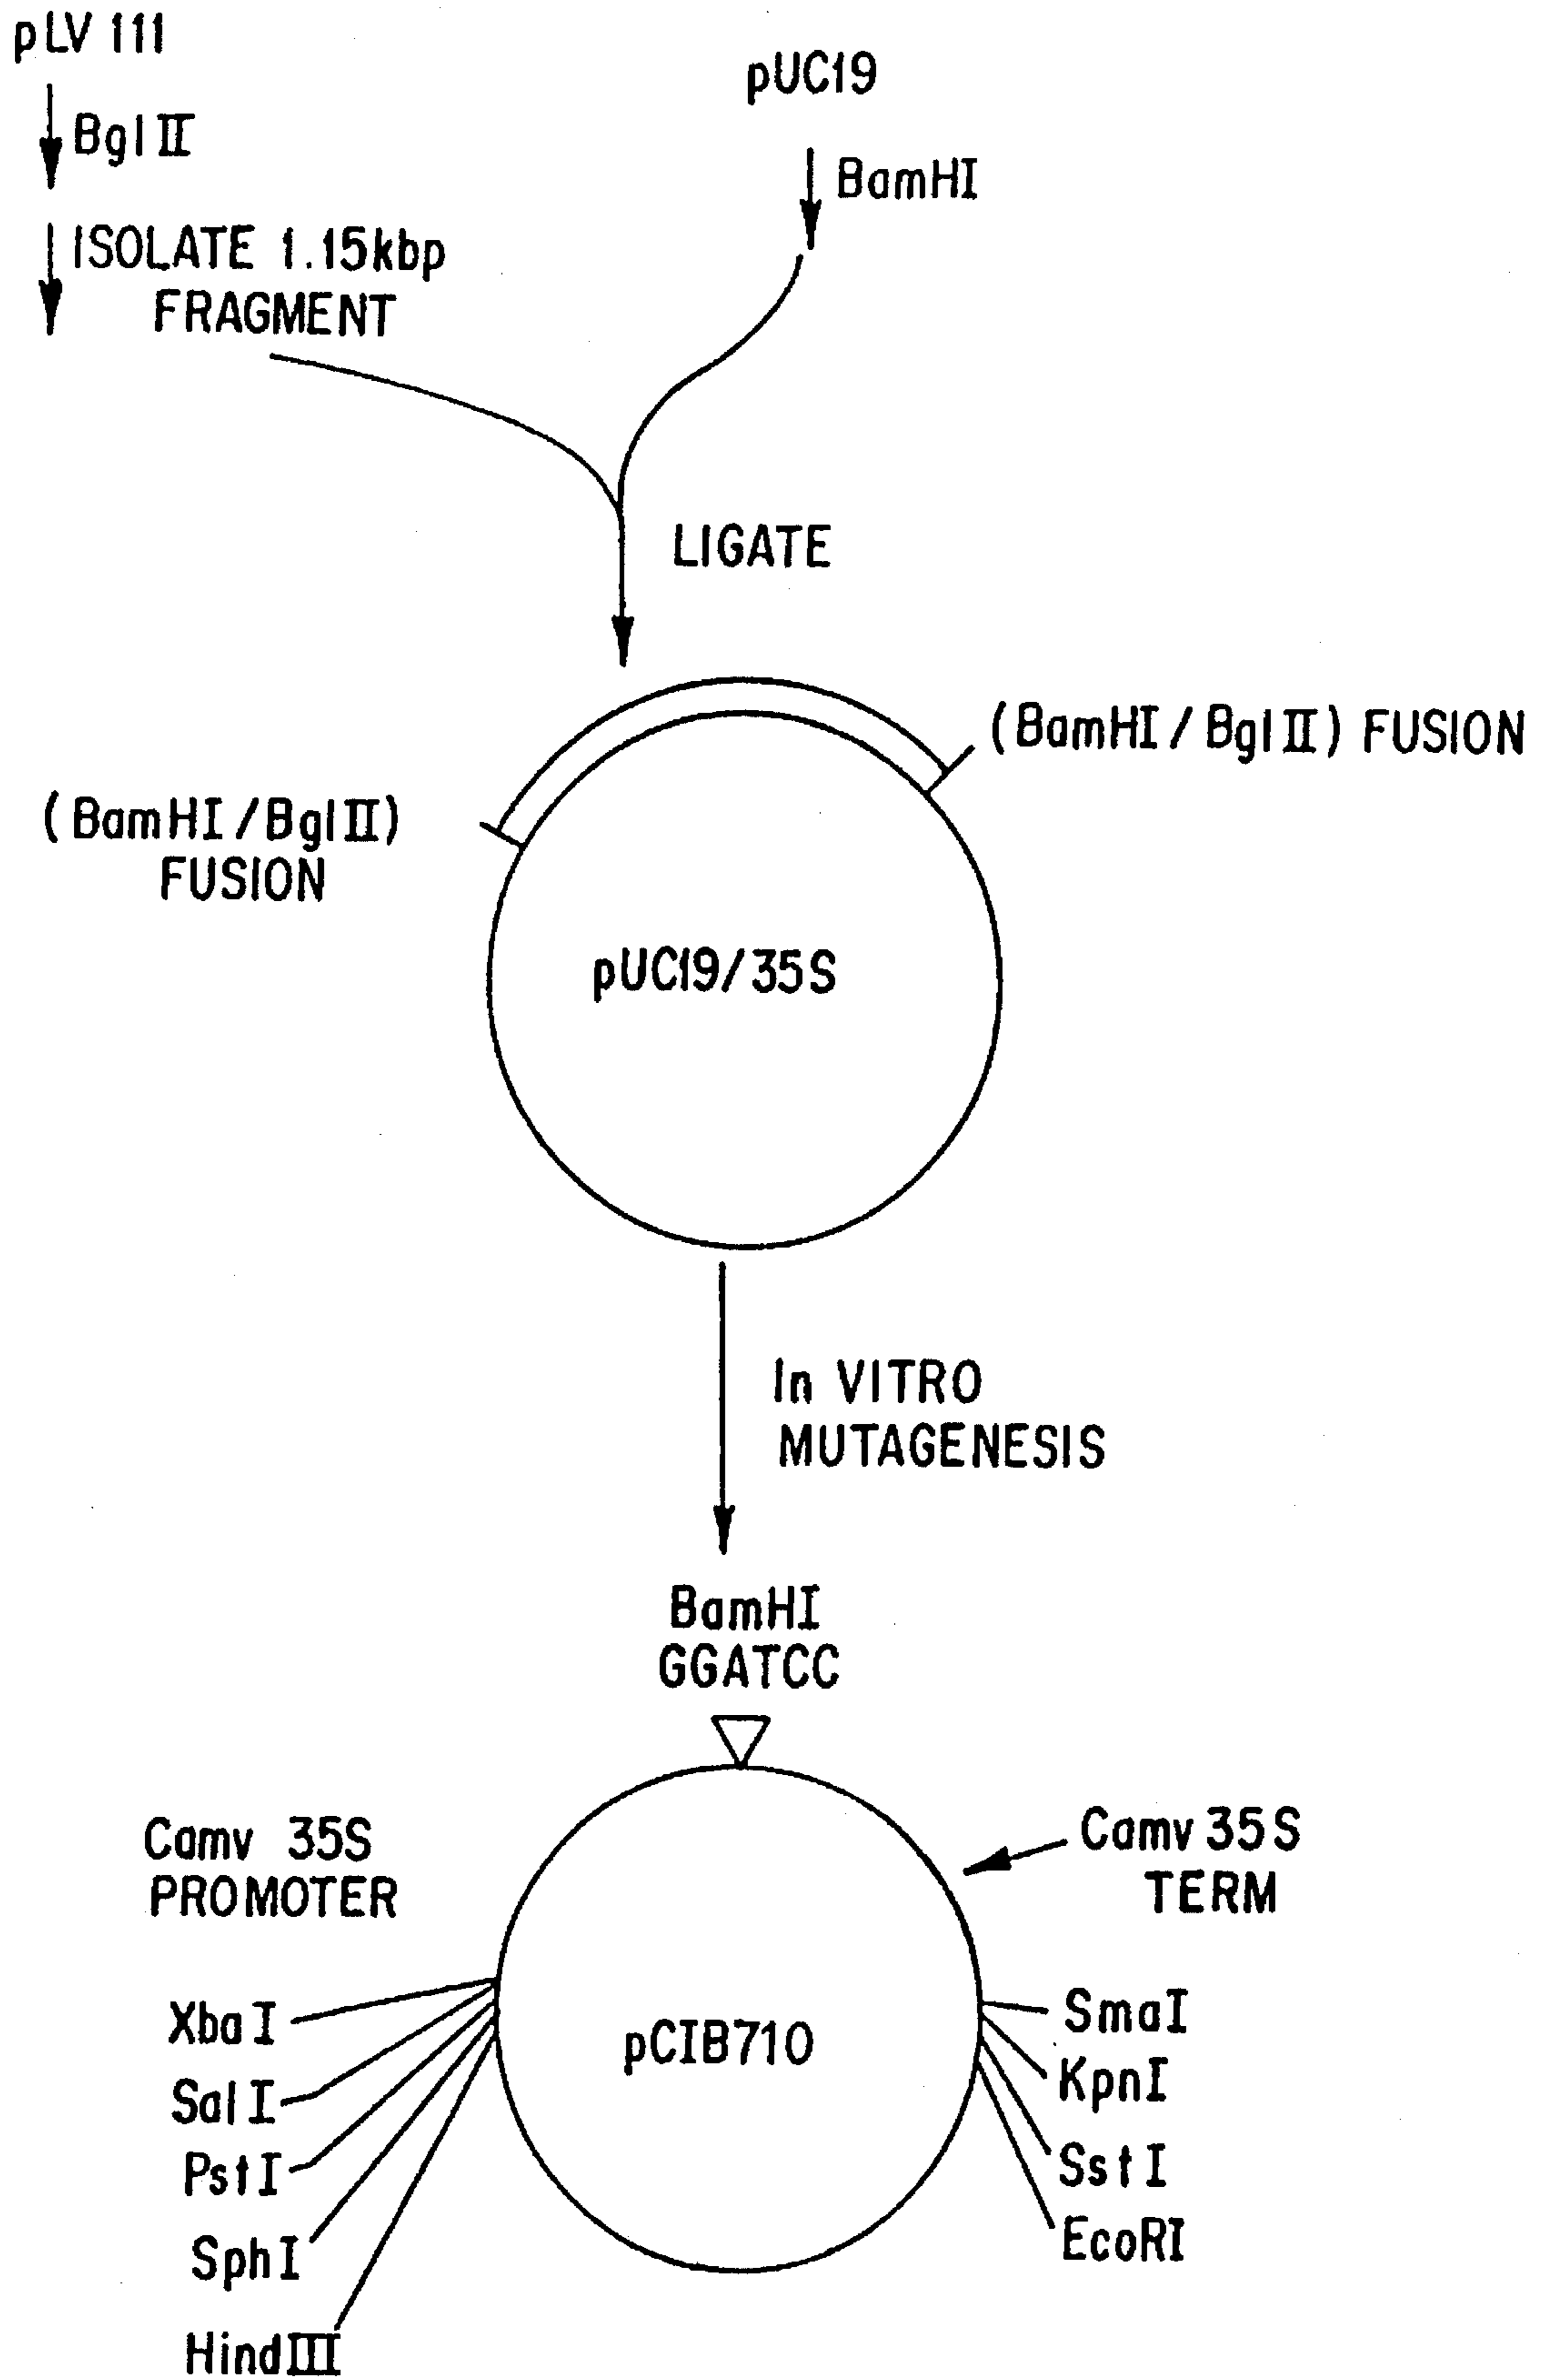 pLV 111
BglII
ISOLATE 1.15kbp
FRAGMENT
pUC19
BamHI
LIGATE
(BamHI/BglII) FUSION
(BamHI/BglII)
FUSION
pUC19/35S
In VITRO
MUTAGENESIS
BamHI
GGATCC
Camv 35S
PROMOTER
Camv 35S
TERM
XbaI
SalI
PstI
SphI
HindIII
pCIB710
SmaI
KpnI
SstI
EcoRI